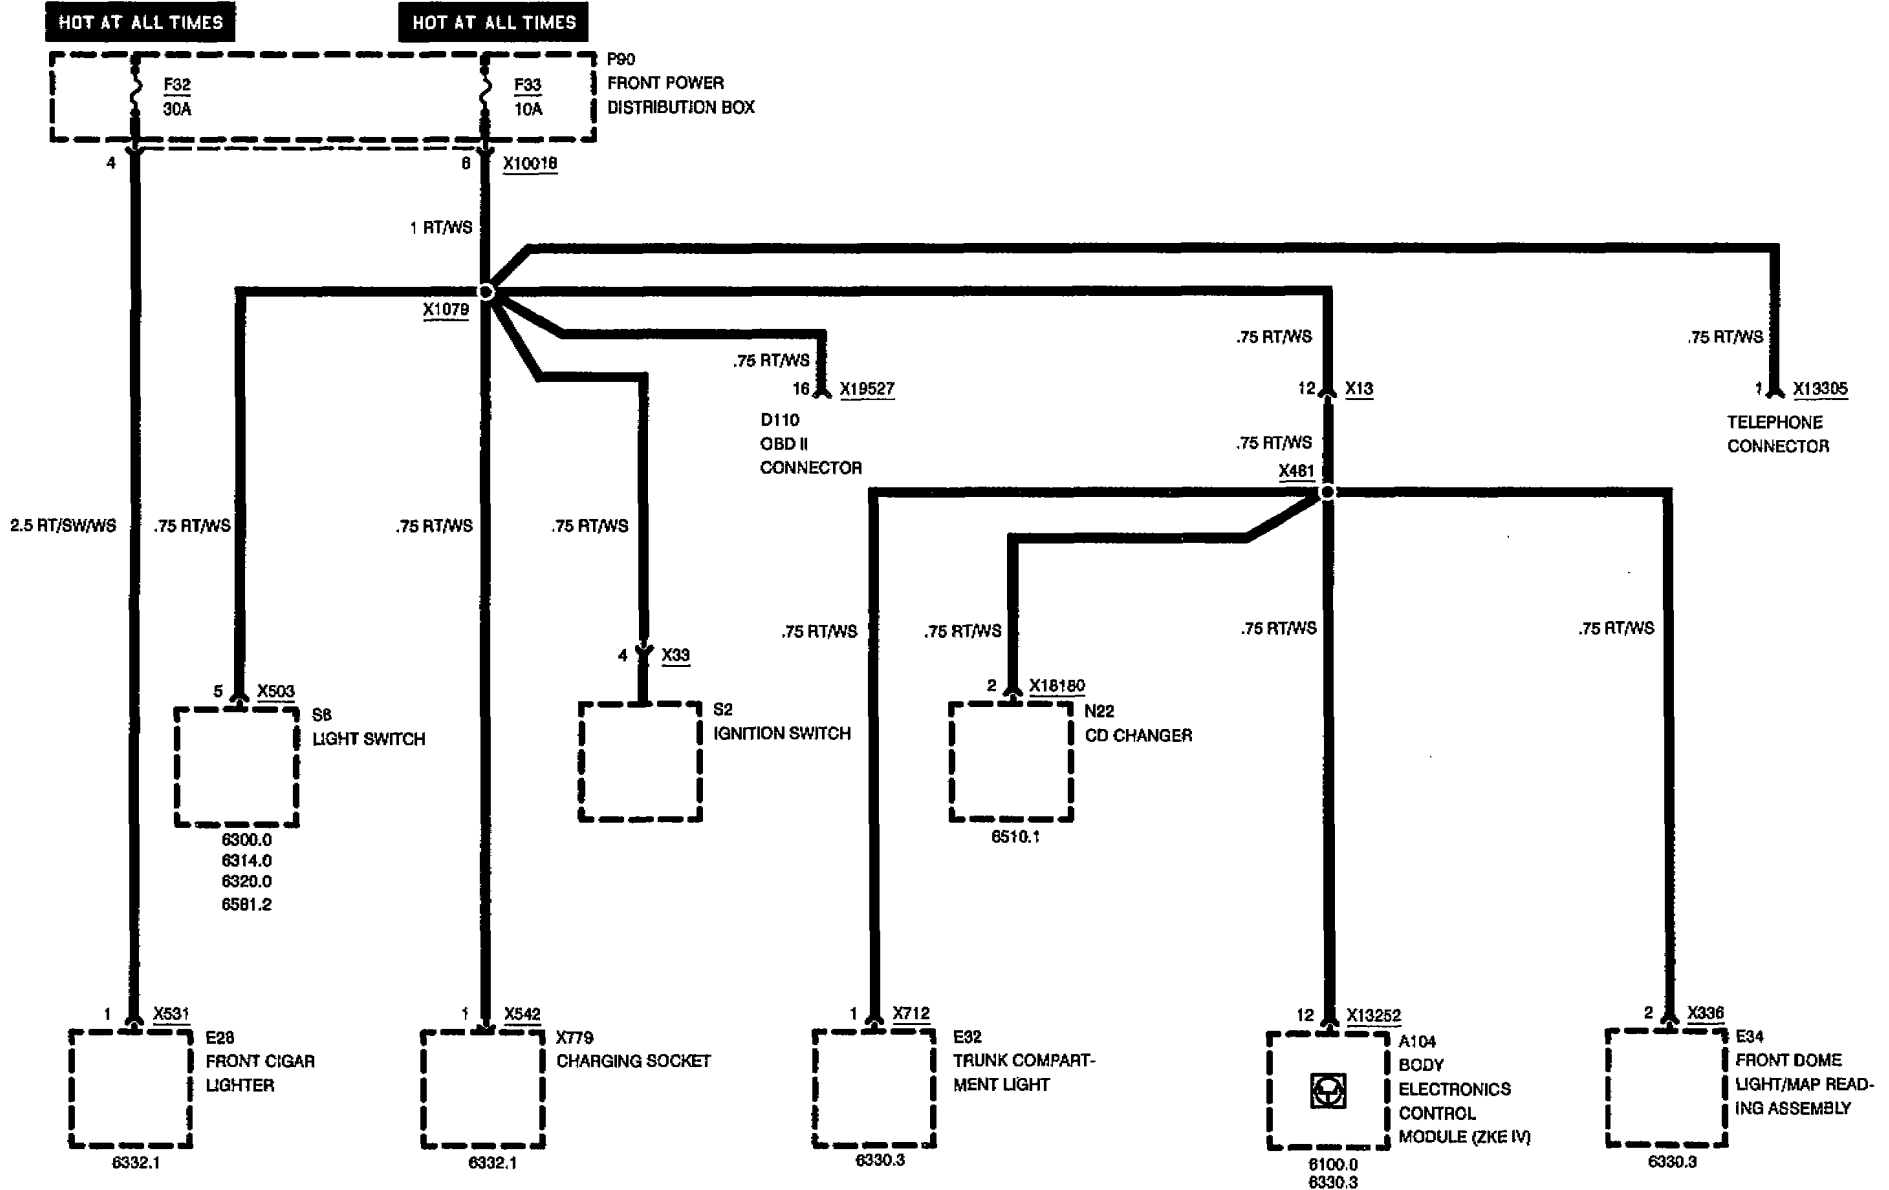 HOT AT ALL TIMES
HOT AT ALL TIMES
P90
FRONT POWER
DISTRIBUTION BOX
F32
30A
F33
10A
4
6
X10018
1 RT/WS
X1079
.75 RT/WS
16
X19527
D110
OBD II
CONNECTOR
.75 RT/WS
12
X13
.75 RT/WS
1
X13305
TELEPHONE
CONNECTOR
.75 RT/WS
X481
2.5 RT/SW/WS
.75 RT/WS
.75 RT/WS
.75 RT/WS
.75 RT/WS
.75 RT/WS
.75 RT/WS
.75 RT/WS
4
X33
5
X503
S8
LIGHT SWITCH
S2
IGNITION SWITCH
2
X18180
N22
CD CHANGER
6300.0
6314.0
6320.0
6581.2
6510.1
1
X531
E28
FRONT CIGAR
LIGHTER
6332.1
1
X542
X779
CHARGING SOCKET
6332.1
1
X712
E32
TRUNK COMPART-
MENT LIGHT
6330.3
12
X13252
A104
BODY
ELECTRONICS
CONTROL
MODULE (ZKE IV)
6100.0
6330.3
2
X336
E34
FRONT DOME
LIGHT/MAP READ-
ING ASSEMBLY
6330.3